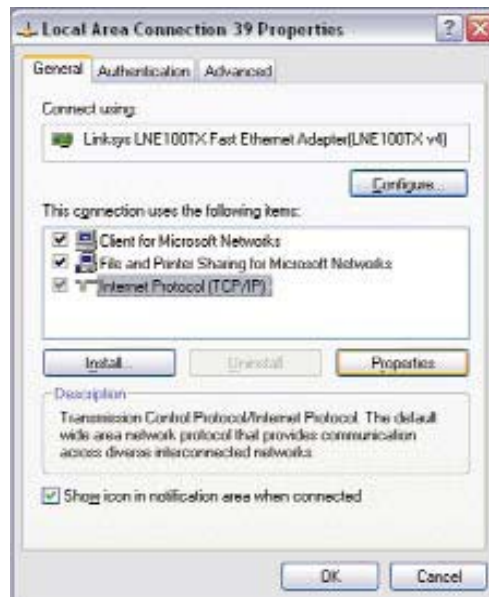 Local Area Connection 39 Properties
General
Authentication
Advanced
Connect using:
Linksys LNE100TX Fast Ethernet Adapter(LNE100TX v4)
Configure...
This connection uses the following items:
Client for Microsoft Networks
File and Printer Sharing for Microsoft Networks
Internet Protocol (TCP/IP)
Install...
Uninstall
Properties
Description
Transmission Control Protocol/Internet Protocol. The default
wide area network protocol that provides communication
across diverse interconnected networks.
Show icon in notification area when connected
OK
Cancel